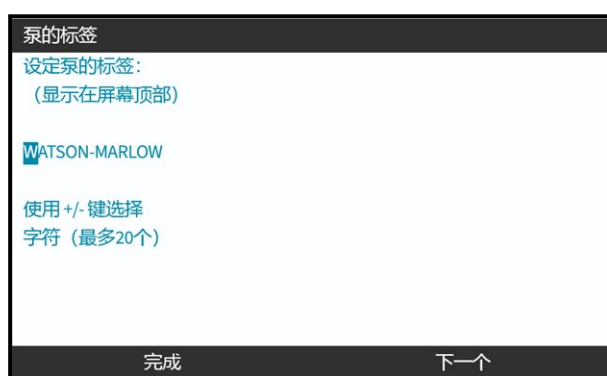 泵的标签
设定泵的标签：
（显示在屏幕顶部）
WATSON-MARLOW
使用 +/- 键选择
字符（最多20个）
完成
下一个